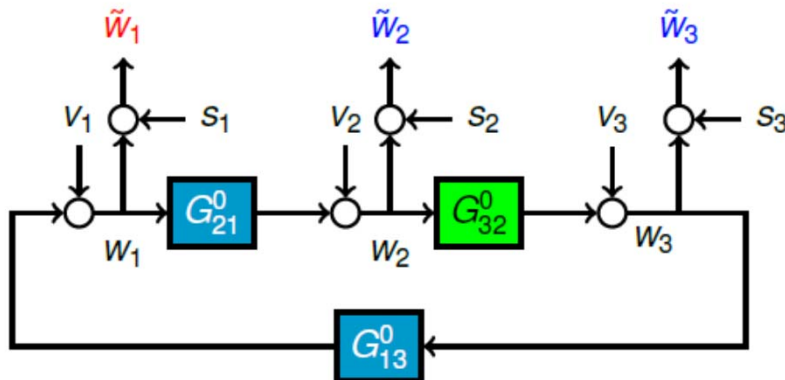 w̃₁ w̃₂ w̃₃
v₁ s₁ v₂ s₂ v₃ s₃
G⁰₂₁ G⁰₃₂
w₁ w₂ w₃
G⁰₁₃